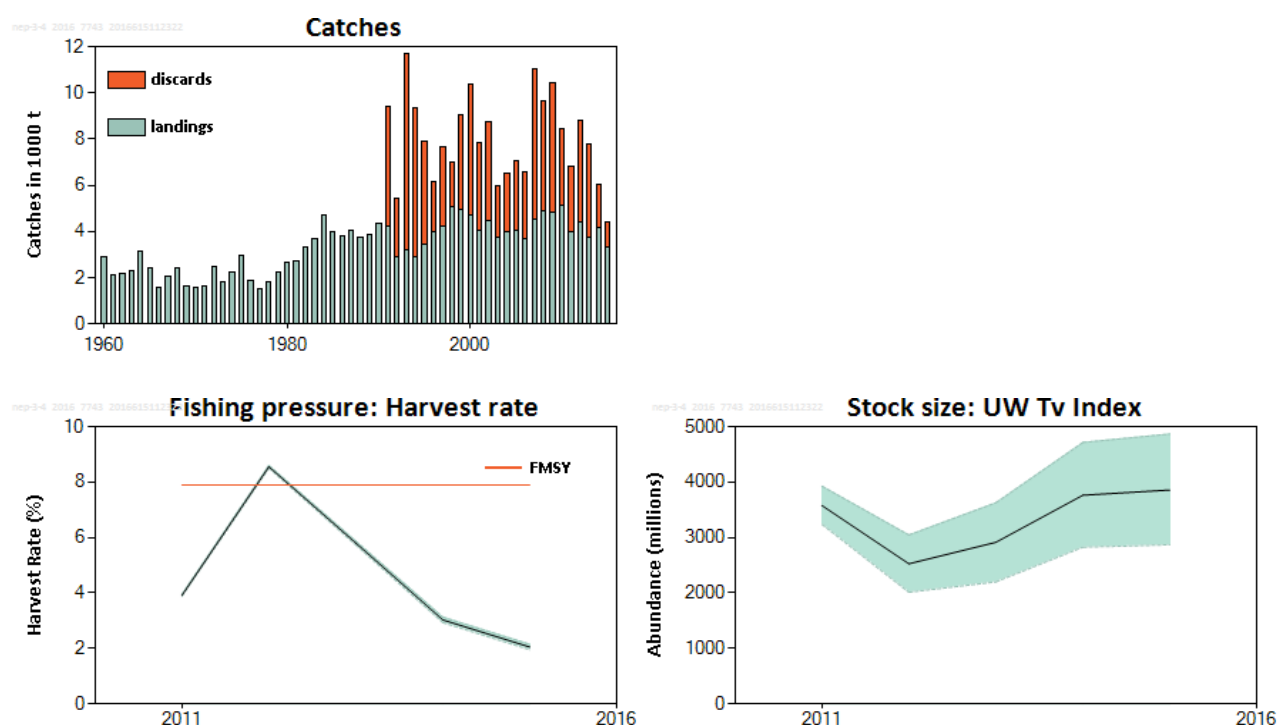 nep-3-4 2016 7743 2016615112322
Catches
12
10
8
6
4
2
0
Catches in 1000 t
discards
landings
1960 1980 2000
nep-3-4 2016 7743 2016615112322
Fishing pressure: Harvest rate
10
8
6
4
2
0
Harvest Rate (%)
FMSY
2011 2016
nep-3-4 2016 7743 2016615112322
Stock size: UW Tv Index
5000
4000
3000
2000
1000
0
Abundance (millions)
2011 2016